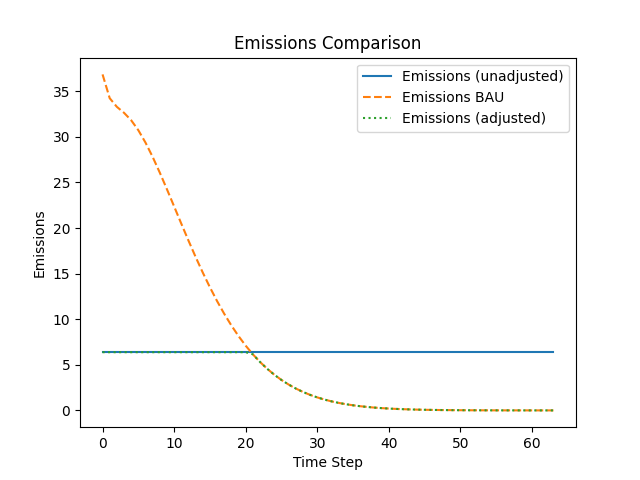 Emissions Comparison
Emissions (unadjusted)
Emissions BAU
Emissions (adjusted)
35
30
25
20
15
10
5
0
Emissions
0 10 20 30 40 50 60
Time Step